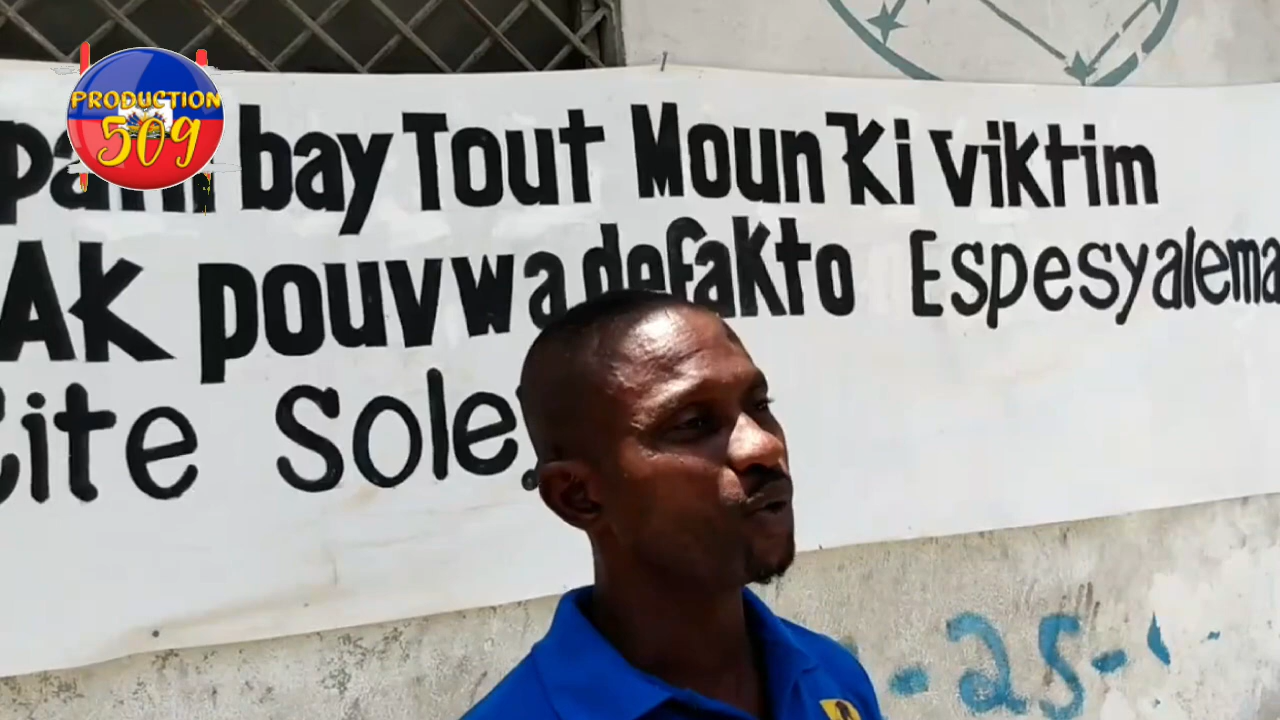 PRODUCTION
509
bay Tout Moun Ki viktim
Ak pouvwa defakto Espesyalema
Cite Sole
-25-